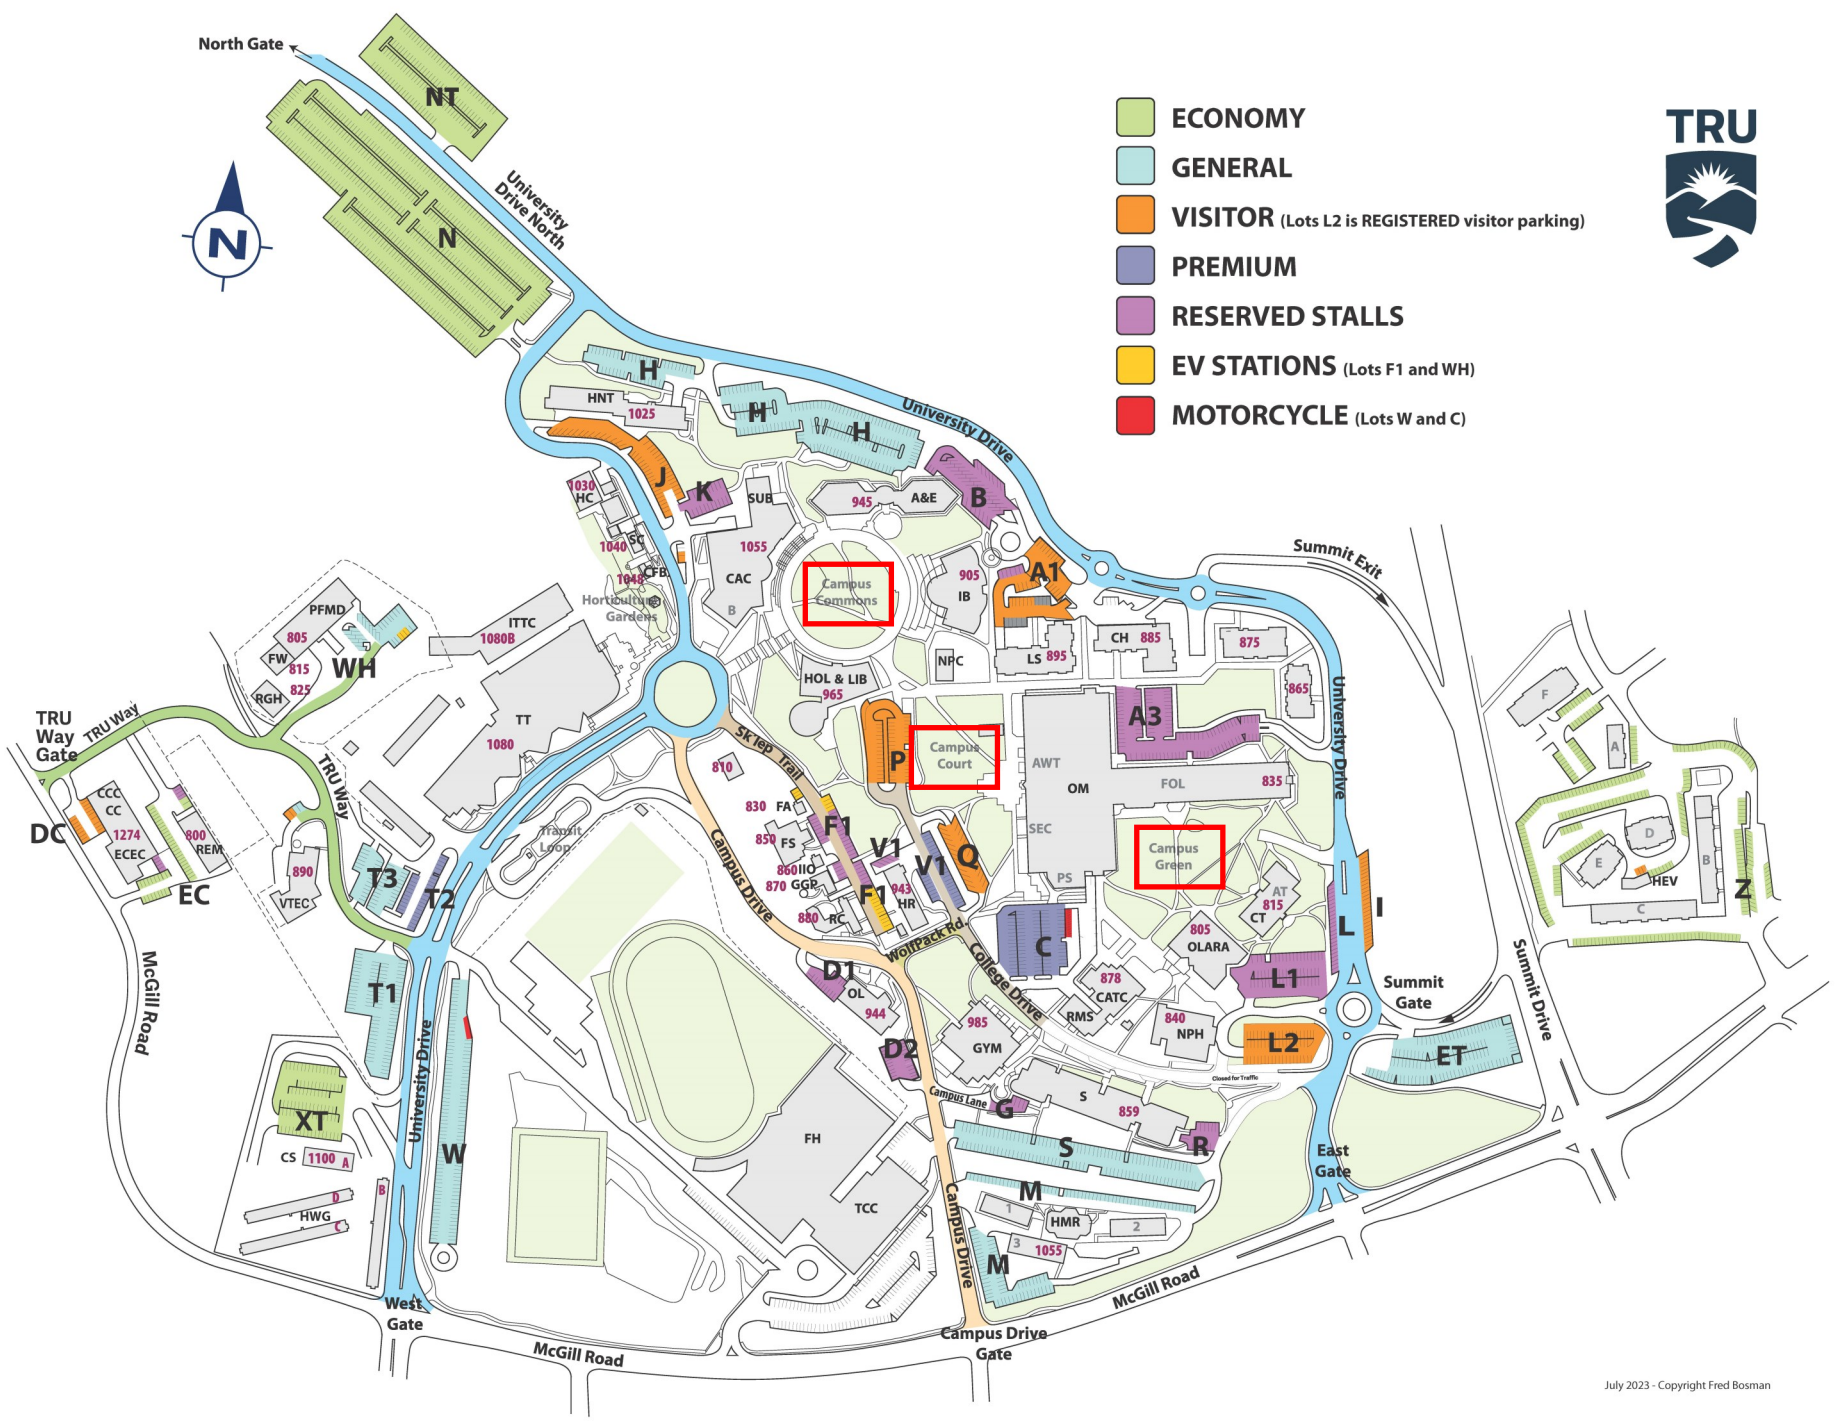 North Gate
NT
N
University
Drive North
N
ECONOMY
GENERAL
VISITOR (Lots L2 is REGISTERED visitor parking)
PREMIUM
RESERVED STALLS
EV STATIONS (Lots F1 and WH)
MOTORCYCLE (Lots W and C)
TRU
H
HNT
1025
H
H
University Drive
J
K
SUB
945
A&E
B
1030
HC
1040
SC
1048
CFB
Horticulture
Gardens
1055
CAC
B
Campus
Commons
905
IB
A1
Summit Exit
PFMD
805
FW
815
RGH
825
WH
ITTC
1080B
TT
1080
HOL & LIB
965
NPC
LS 895
CH 885
875
865
TRU
Way
Gate
TRU Way
TRU Way
Sk'lep Trail
P
Campus
Court
A3
AWT
OM
FOL
835
SEC
PS
University Drive
F
A
D
B
E
HEV
C
Z
CCC
CC
DC
1274
ECEC
800
REM
EC
890
VTEC
T3
T2
Transit
Loop
810
830 FA
850
FS
860 IIO
870 GGP
880 RC
F1
V1
F1
943
HR
V1
Q
Campus
Green
AT
815
CT
805
OLARA
L
I
Campus Drive
WolfPack Rd.
College Drive
C
878
CATC
RMS
840
NPH
L1
L2
Summit
Gate
Summit Drive
ET
McGill Road
T1
University Drive
W
D1
OL
944
D2
985
GYM
Closed for Traffic
XT
CS 1100 A
D
HWG
C
B
FH
TCC
Campus Lane
G
S
859
R
S
M
1
HMR
2
3
1055
M
Campus Drive
East
Gate
McGill Road
West
Gate
McGill Road
Campus Drive
Gate
July 2023 - Copyright Fred Bosman